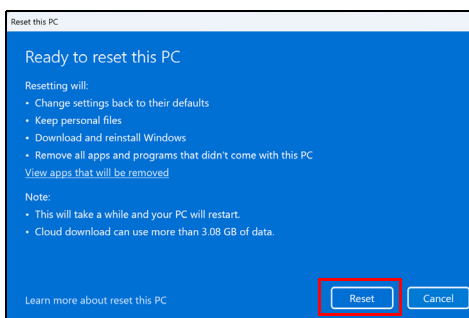 Reset this PC
Ready to reset this PC
Resetting will:
• Change settings back to their defaults
• Keep personal files
• Download and reinstall Windows
• Remove all apps and programs that didn't come with this PC
View apps that will be removed
Note:
• This will take a while and your PC will restart.
• Cloud download can use more than 3.08 GB of data.
Learn more about reset this PC
Reset
Cancel